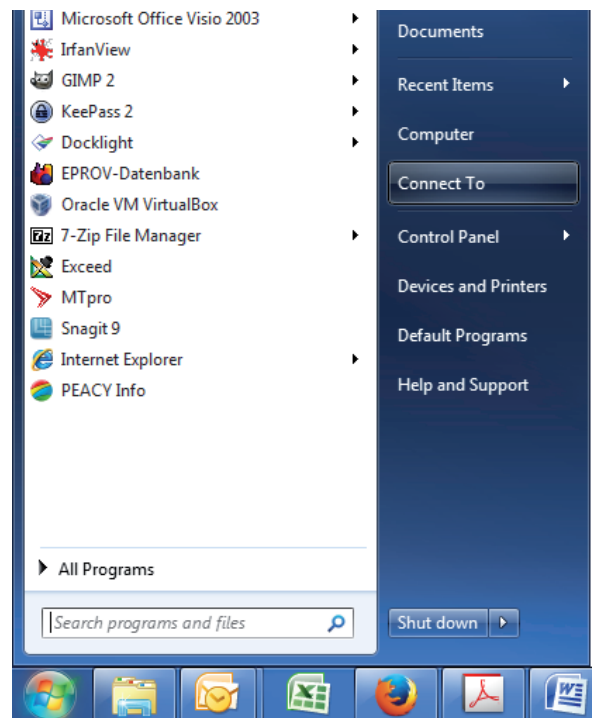 Microsoft Office Visio 2003
IrfanView
GIMP 2
KeePass 2
Docklight
EPROV-Datenbank
Oracle VM VirtualBox
7z 7-Zip File Manager
Exceed
MTpro
Snagit 9
Internet Explorer
PEACY Info
All Programs
Search programs and files
Documents
Recent Items
Computer
Connect To
Control Panel
Devices and Printers
Default Programs
Help and Support
Shut down